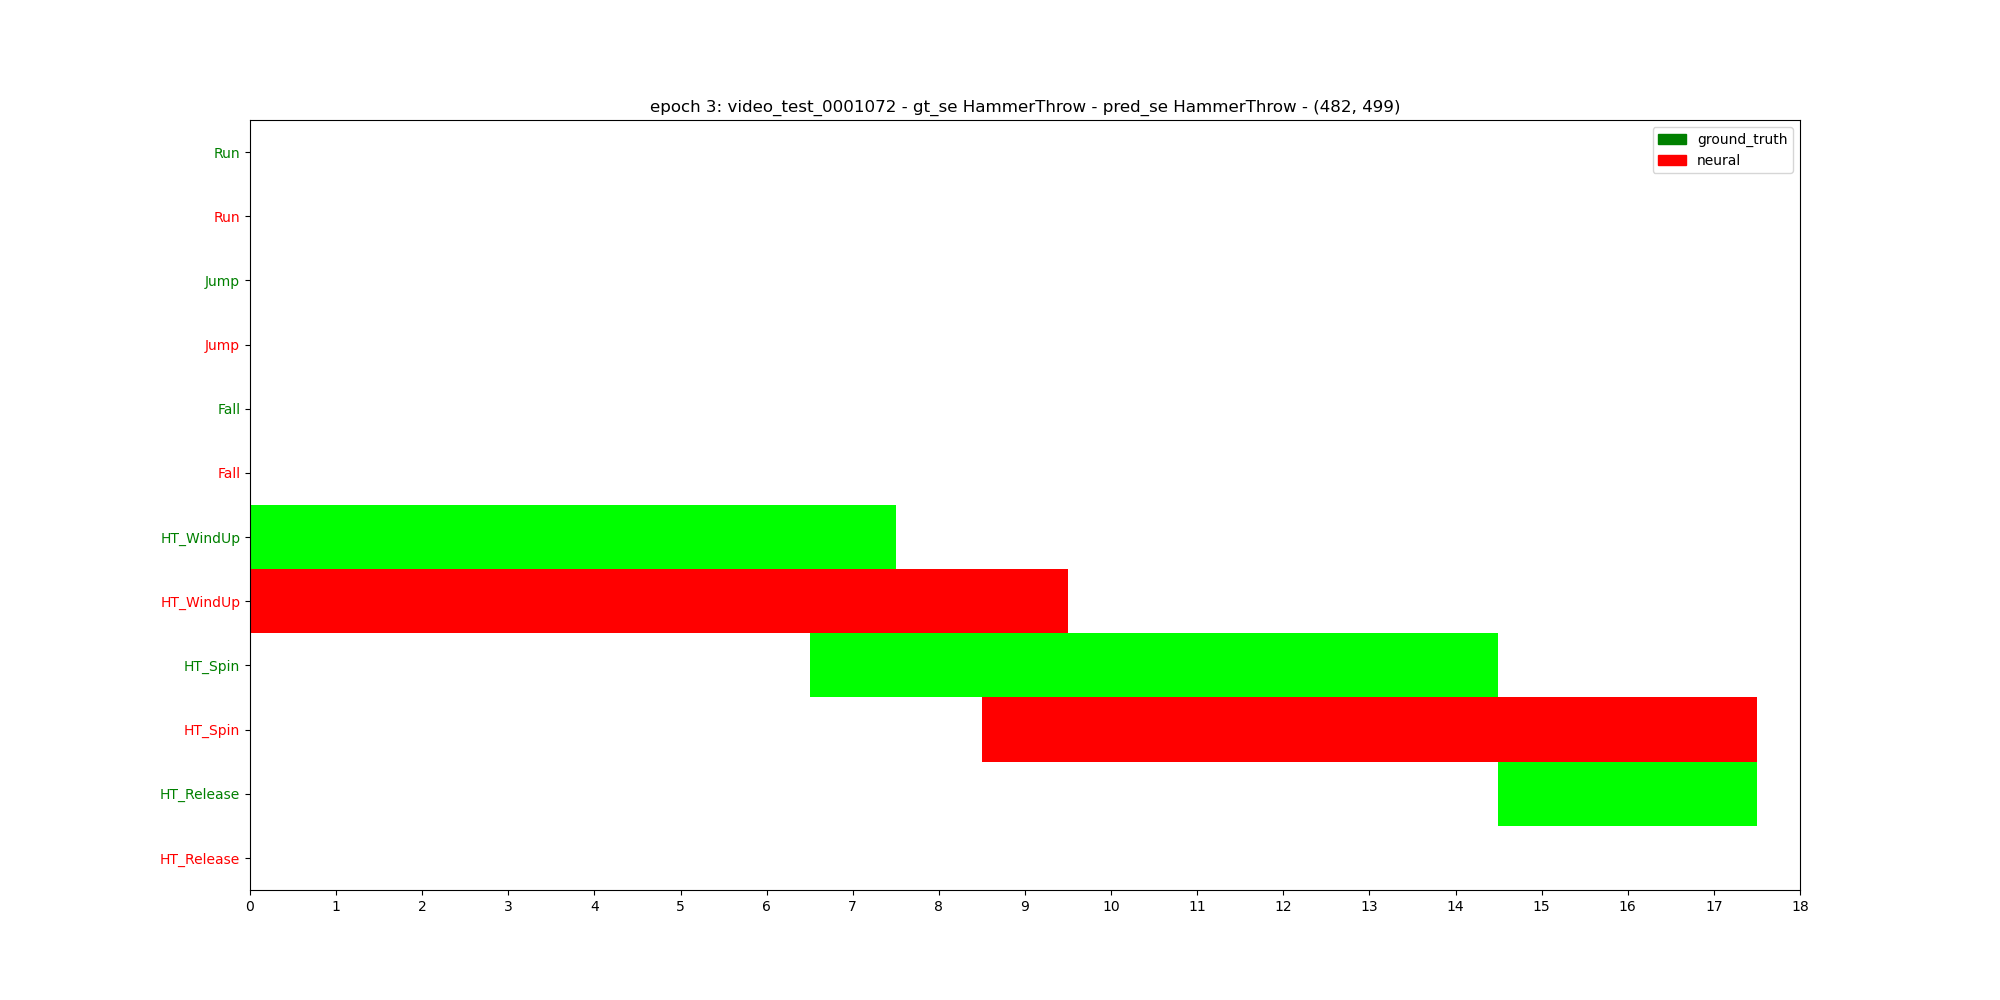 epoch 3: video_test_0001072 - gt_se HammerThrow - pred_se HammerThrow - (482, 499)
ground_truth
neural
Run
Run
Jump
Jump
Fall
Fall
HT_WindUp
HT_WindUp
HT_Spin
HT_Spin
HT_Release
HT_Release
0 1 2 3 4 5 6 7 8 9 10 11 12 13 14 15 16 17 18